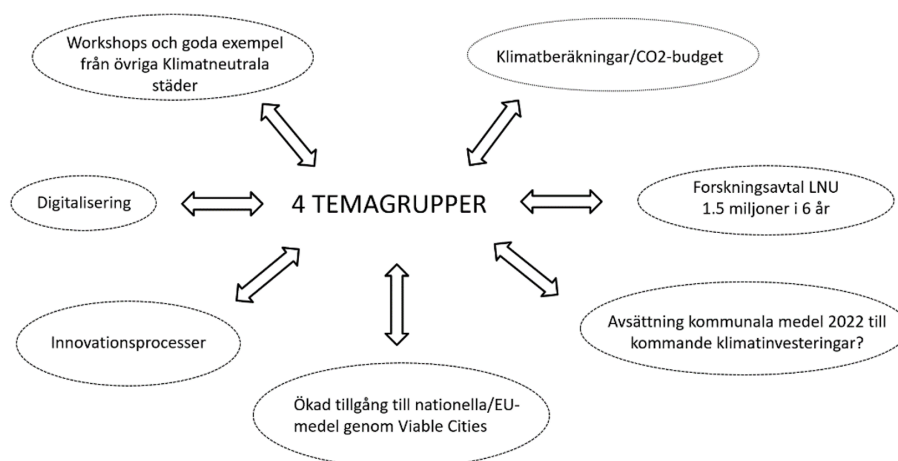 Workshops och goda exempel
från övriga Klimatneutrala
städer
Klimatberäkningar/CO2-budget
Digitalisering
4 TEMAGRUPPER
Forskningsavtal LNU
1.5 miljoner i 6 år
Innovationsprocesser
Avsättning kommunala medel 2022 till
kommande klimatinvesteringar?
Ökad tillgång till nationella/EU-
medel genom Viable Cities